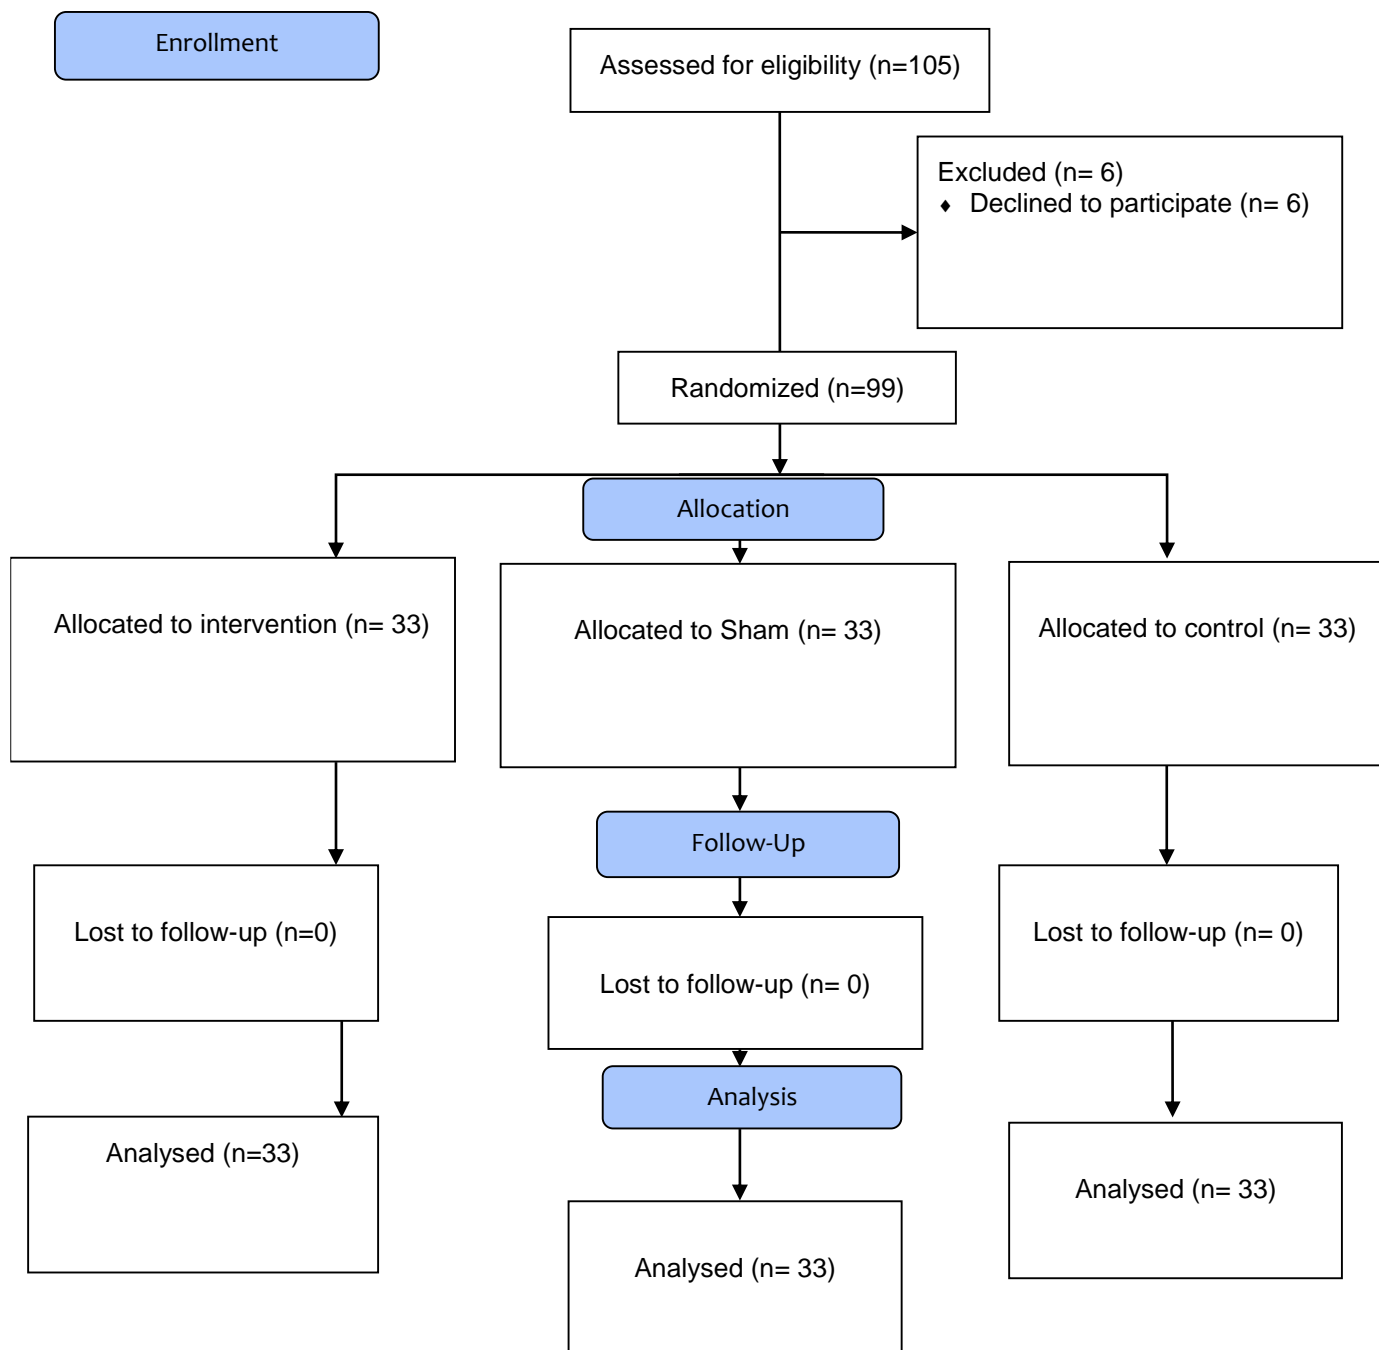 Enrollment
Assessed for eligibility (n=105)
Excluded (n= 6)
♦ Declined to participate (n= 6)
Randomized (n=99)
Allocation
Allocated to intervention (n= 33)
Allocated to Sham (n= 33)
Allocated to control (n= 33)
Follow-Up
Lost to follow-up (n=0)
Lost to follow-up (n= 0)
Lost to follow-up (n= 0)
Analysis
Analysed (n=33)
Analysed (n= 33)
Analysed (n= 33)